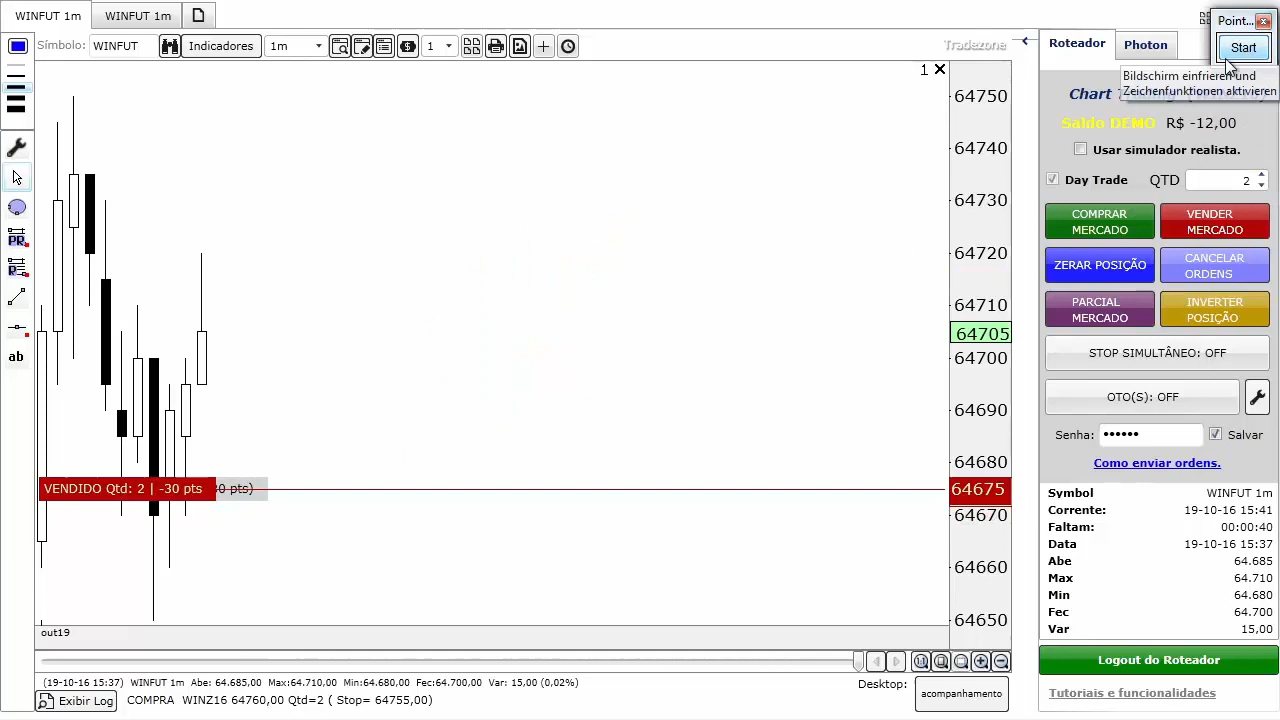 WINFUT 1m
WINFUT 1m
Símbolo:
WINFUT
Indicadores
1m
1
Tradezone
1
64750
64740
64730
64720
64710
64705
64700
64690
64680
64675
64670
64660
64650
VENDIDO Qtd: 2 | -30 pts
0 pts)
out19
(19-10-16 15:37) WINFUT 1m Abe: 64.685,00 Max:64.710,00 Min:64.680,00 Fec:64.700,00 Var: 15,00 (0,02%)
Desktop:
acompanhamento
Exibir Log
COMPRA WINZ16 64760,00 Qtd=2 ( Stop= 64755,00)
Point...
Start
Bildschirm einfrieren und
Zeichenfunktionen aktivieren
Roteador
Photon
Chart
Saldo DEMO R$ -12,00
Usar simulador realista.
Day Trade
QTD
2
COMPRAR
MERCADO
VENDER
MERCADO
ZERAR POSIÇÃO
CANCELAR
ORDENS
PARCIAL
MERCADO
INVERTER
POSIÇÃO
STOP SIMULTÂNEO: OFF
OTO(S): OFF
Senha:
••••••
Salvar
Como enviar ordens.
Symbol WINFUT 1m
Corrente: 19-10-16 15:41
Faltam: 00:00:40
Data 19-10-16 15:37
Abe 64.685
Max 64.710
Min 64.680
Fec 64.700
Var 15,00
Logout do Roteador
Tutoriais e funcionalidades